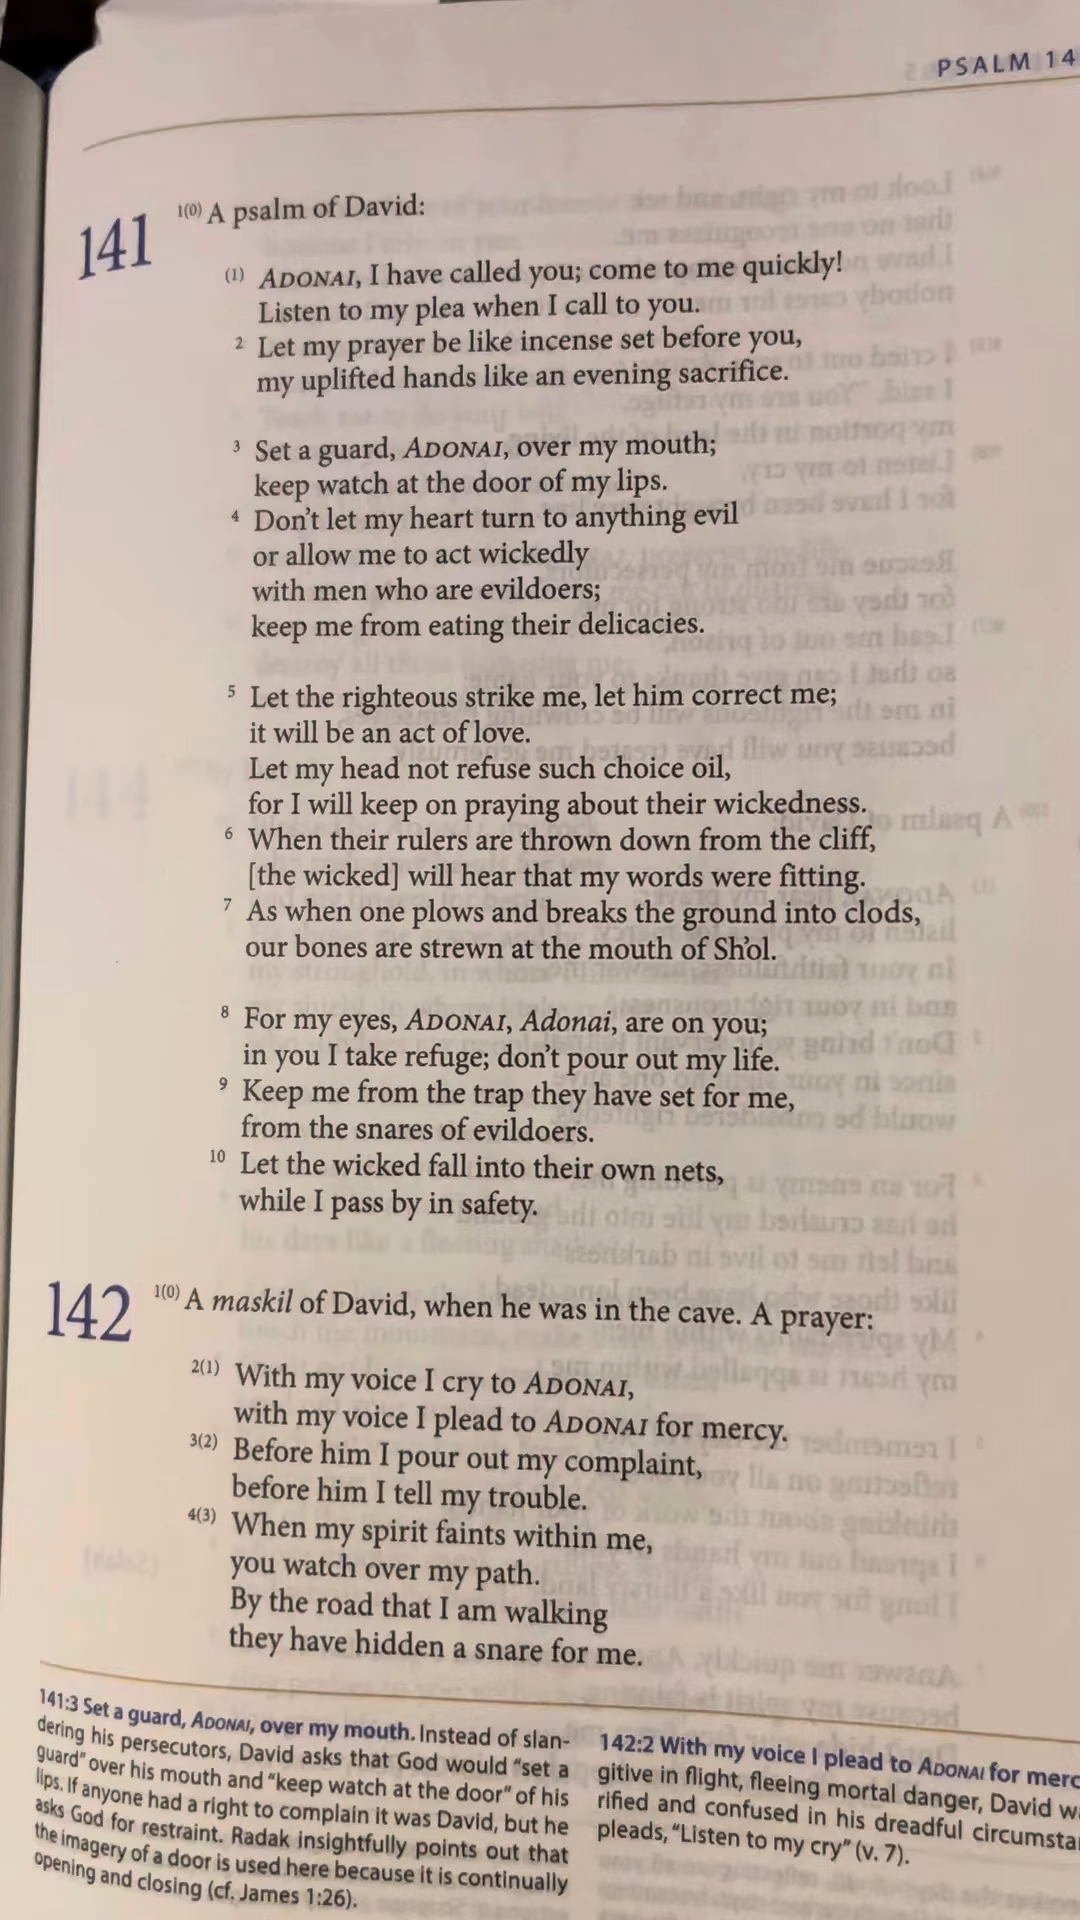 PSALM 14
141
1(0) A psalm of David:
(1) ADONAI, I have called you; come to me quickly!
Listen to my plea when I call to you.
2 Let my prayer be like incense set before you,
my uplifted hands like an evening sacrifice.
3 Set a guard, ADONAI, over my mouth;
keep watch at the door of my lips.
4 Don't let my heart turn to anything evil
or allow me to act wickedly
with men who are evildoers;
keep me from eating their delicacies.
5 Let the righteous strike me, let him correct me;
it will be an act of love.
Let my head not refuse such choice oil,
for I will keep on praying about their wickedness.
6 When their rulers are thrown down from the cliff,
[the wicked] will hear that my words were fitting.
7 As when one plows and breaks the ground into clods,
our bones are strewn at the mouth of Sh'ol.
8 For my eyes, ADONAI, Adonai, are on you;
in you I take refuge; don't pour out my life.
9 Keep me from the trap they have set for me,
from the snares of evildoers.
10 Let the wicked fall into their own nets,
while I pass by in safety.
142
1(0) A maskil of David, when he was in the cave. A prayer:
2(1) With my voice I cry to ADONAI,
with my voice I plead to ADONAI for mercy.
3(2) Before him I pour out my complaint,
before him I tell my trouble.
4(3) When my spirit faints within me,
you watch over my path.
By the road that I am walking
they have hidden a snare for me.
141:3 Set a guard, ADONAI, over my mouth. Instead of slan-
dering his persecutors, David asks that God would "set a
guard" over his mouth and "keep watch at the door" of his
lips. If anyone had a right to complain it was David, but he
asks God for restraint. Radak insightfully points out that
the imagery of a door is used here because it is continually
opening and closing (cf. James 1:26).
142:2 With my voice I plead to ADONAI for merc
gitive in flight, fleeing mortal danger, David w
rified and confused in his dreadful circumsta
pleads, "Listen to my cry" (v. 7).